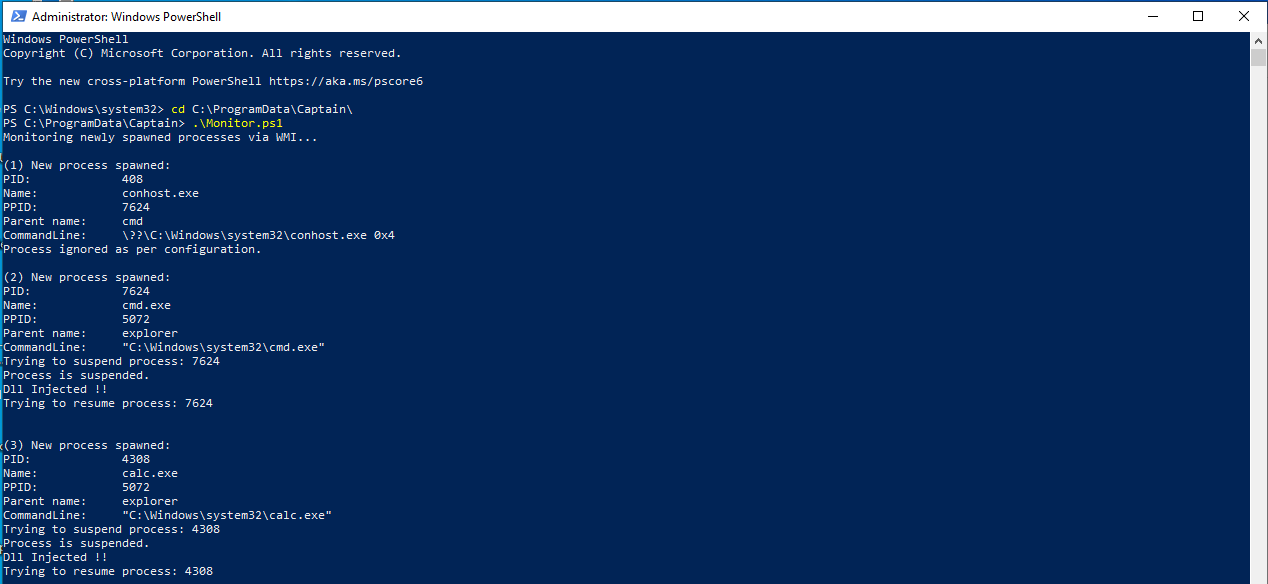 Administrator: Windows PowerShell
Windows PowerShell
Copyright (C) Microsoft Corporation. All rights reserved.
Try the new cross-platform PowerShell https://aka.ms/pscore6
PS C:\Windows\system32> cd C:\ProgramData\Captain\
PS C:\ProgramData\Captain> .\Monitor.ps1
Monitoring newly spawned processes via WMI...
(1) New process spawned:
PID: 408
Name: conhost.exe
PPID: 7624
Parent name: cmd
CommandLine: \??\C:\Windows\system32\conhost.exe 0x4
Process ignored as per configuration.
(2) New process spawned:
PID: 7624
Name: cmd.exe
PPID: 5072
Parent name: explorer
CommandLine: "C:\Windows\system32\cmd.exe"
Trying to suspend process: 7624
Process is suspended.
Dll Injected !!
Trying to resume process: 7624
(3) New process spawned:
PID: 4308
Name: calc.exe
PPID: 5072
Parent name: explorer
CommandLine: "C:\Windows\system32\calc.exe"
Trying to suspend process: 4308
Process is suspended.
Dll Injected !!
Trying to resume process: 4308